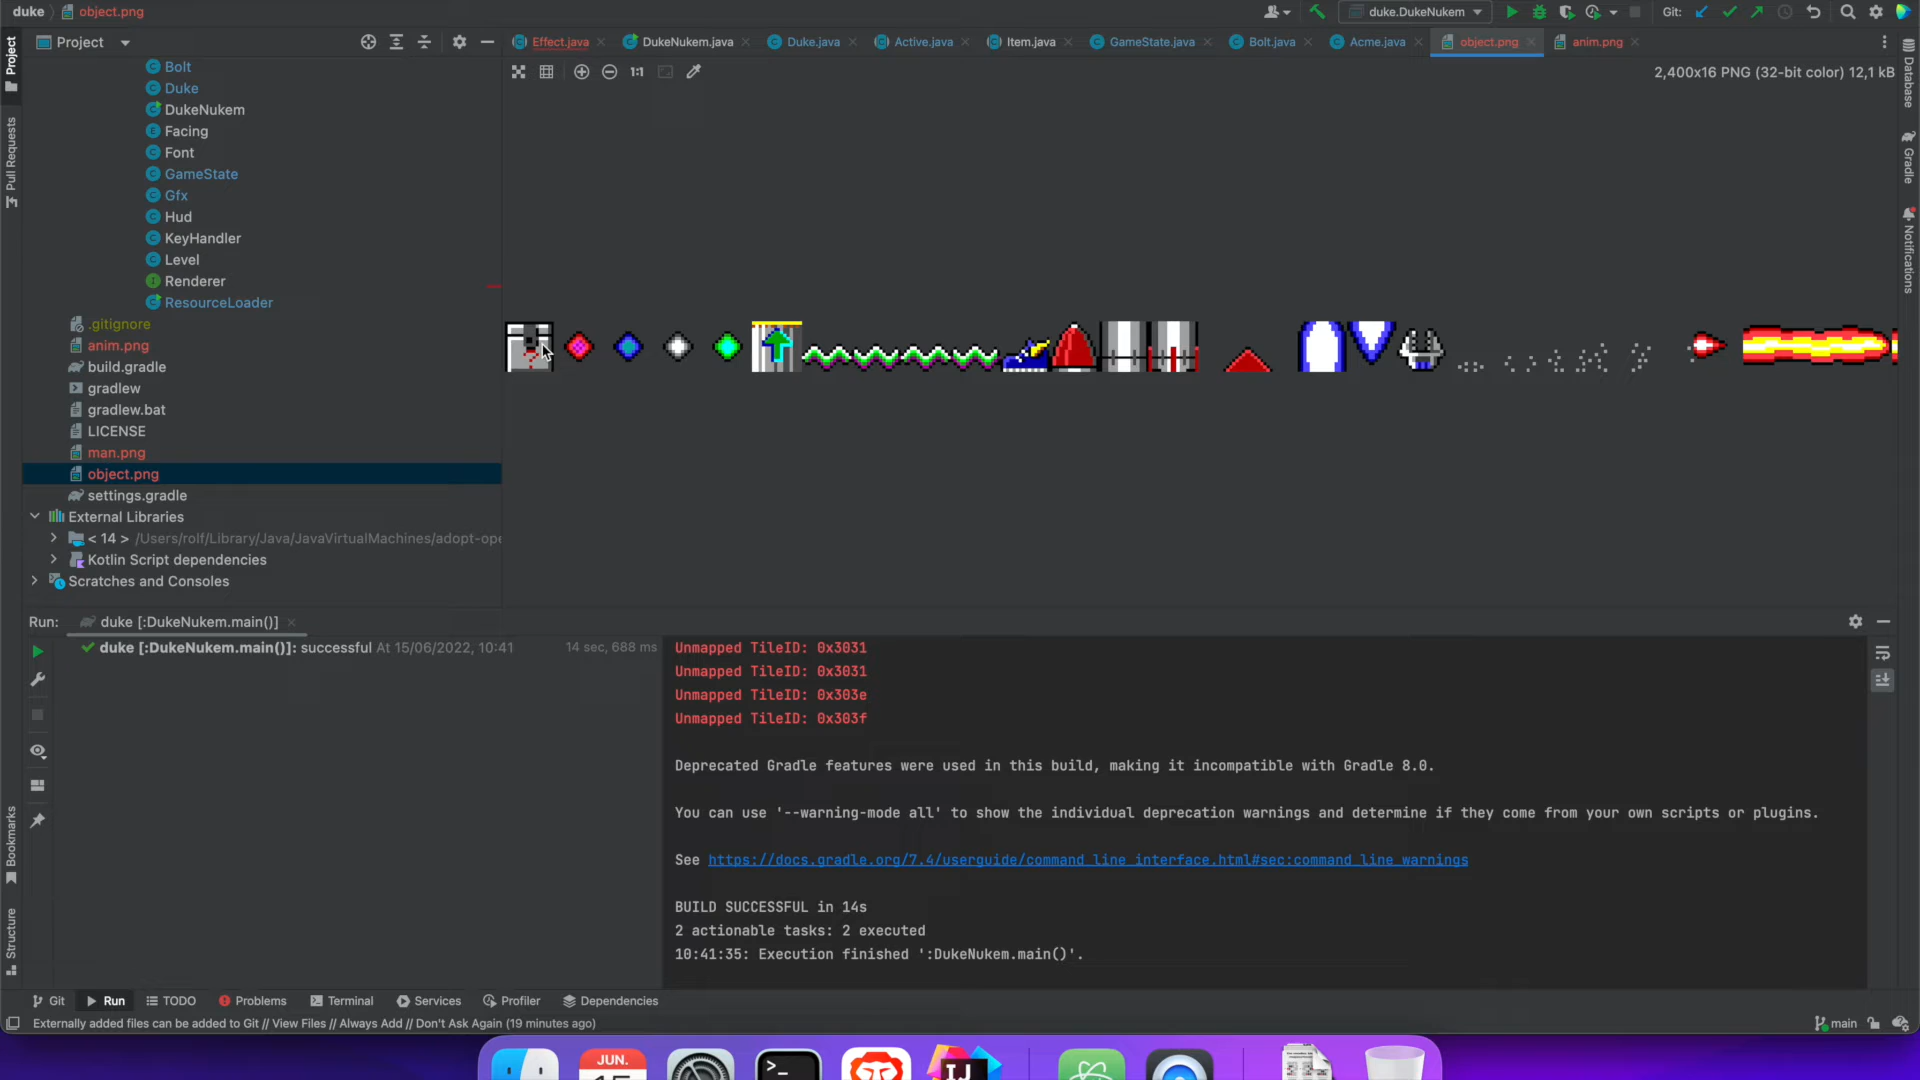 duke
object.png
duke.DukeNukem
Git:
Project
Effect.java
DukeNukem.java
Duke.java
Active.java
Item.java
GameState.java
Bolt.java
Acme.java
object.png
anim.png
1:1
2,400x16 PNG (32-bit color) 12,1 kB
Project
Pull Requests
Bookmarks
Structure
Database
Gradle
Notifications
Bolt
Duke
DukeNukem
Facing
Font
GameState
Gfx
Hud
KeyHandler
Level
Renderer
ResourceLoader
.gitignore
anim.png
build.gradle
gradlew
gradlew.bat
LICENSE
man.png
object.png
settings.gradle
External Libraries
< 14 > /Users/rolf/Library/Java/JavaVirtualMachines/adopt-ope
Kotlin Script dependencies
Scratches and Consoles
Run:
duke [:DukeNukem.main()]
duke [:DukeNukem.main()]: successful At 15/06/2022, 10:41
14 sec, 688 ms
Unmapped TileID: 0x3031
Unmapped TileID: 0x3031
Unmapped TileID: 0x303e
Unmapped TileID: 0x303f
Deprecated Gradle features were used in this build, making it incompatible with Gradle 8.0.
You can use '--warning-mode all' to show the individual deprecation warnings and determine if they come from your own scripts or plugins.
See https://docs.gradle.org/7.4/userguide/command_line_interface.html#sec:command_line_warnings
BUILD SUCCESSFUL in 14s
2 actionable tasks: 2 executed
10:41:35: Execution finished ':DukeNukem.main()'.
Git
Run
TODO
Problems
Terminal
Services
Profiler
Dependencies
Externally added files can be added to Git // View Files // Always Add // Don't Ask Again (19 minutes ago)
main
JUN.
15
>_
IJ